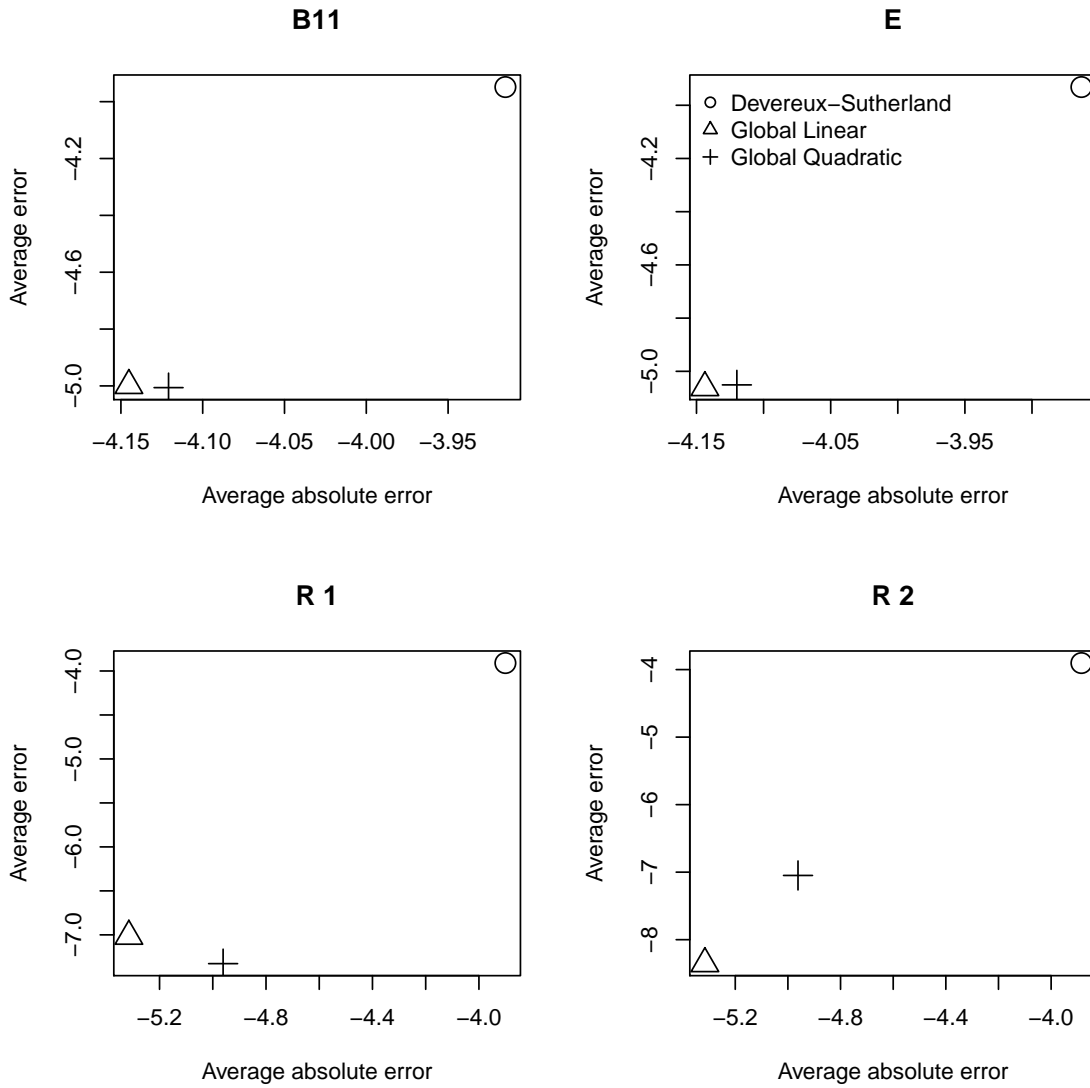 B11
Average error
−4.2
−4.6
−5.0
−4.15 −4.10 −4.05 −4.00 −3.95
Average absolute error
E
Average error
−4.2
−4.6
−5.0
Devereux−Sutherland
Global Linear
Global Quadratic
−4.15 −4.05 −3.95
Average absolute error
R 1
Average error
−4.0
−5.0
−6.0
−7.0
−5.2 −4.8 −4.4 −4.0
Average absolute error
R 2
Average error
−4
−5
−6
−7
−8
−5.2 −4.8 −4.4 −4.0
Average absolute error